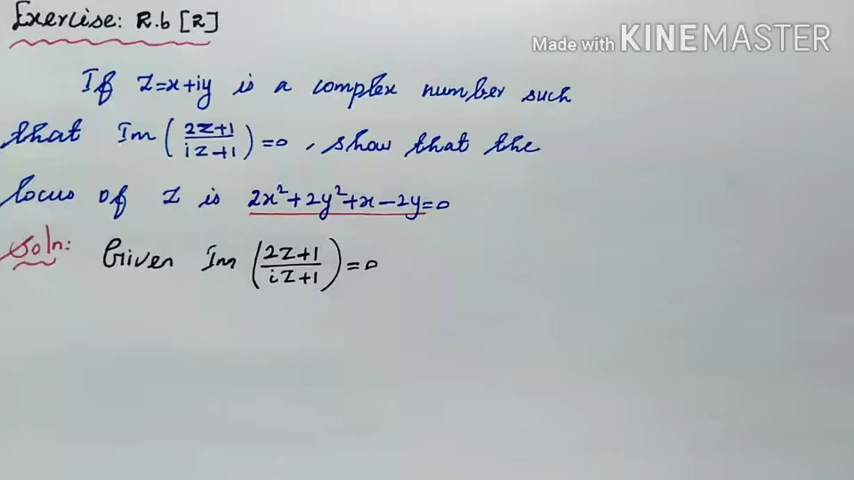 Exercise: 2.6 [2]
Made with KINEMASTER
If Z=x+iy is a complex number such
that Im (2z+1/iz+1) =0, show that the
locus of Z is 2x²+2y²+x-2y=0
Soln: Given Im (2z+1/iz+1) =0